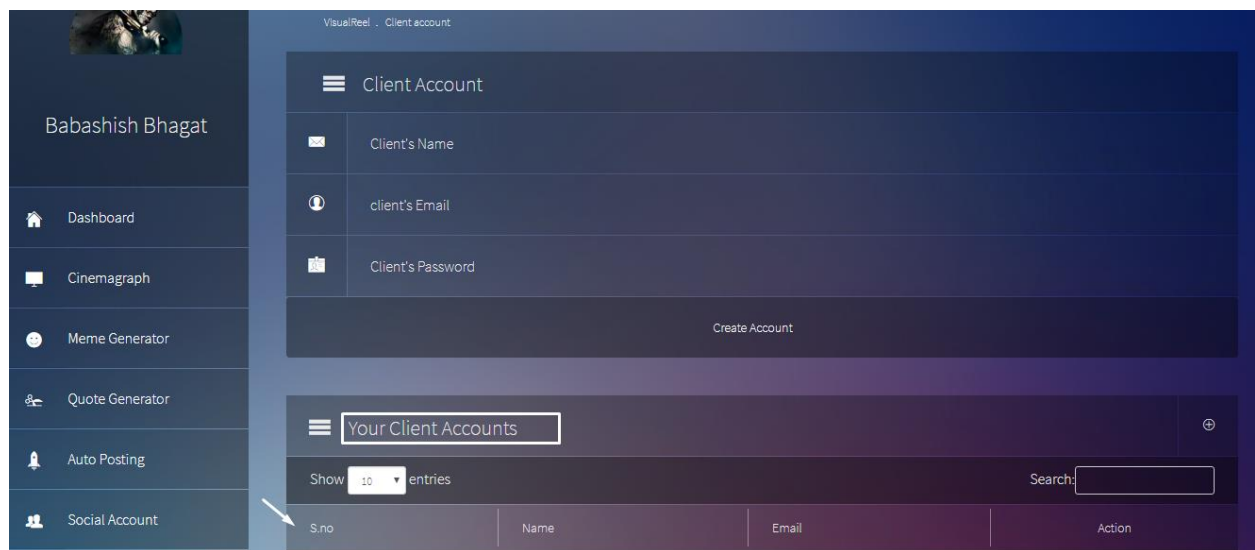 VisualReel . Client account
Babashish Bhagat
Dashboard
Cinemagraph
Meme Generator
Quote Generator
Auto Posting
Social Account
Client Account
Client's Name
client's Email
Client's Password
Create Account
Your Client Accounts
Show 10 entries
Search:
S.no Name Email Action